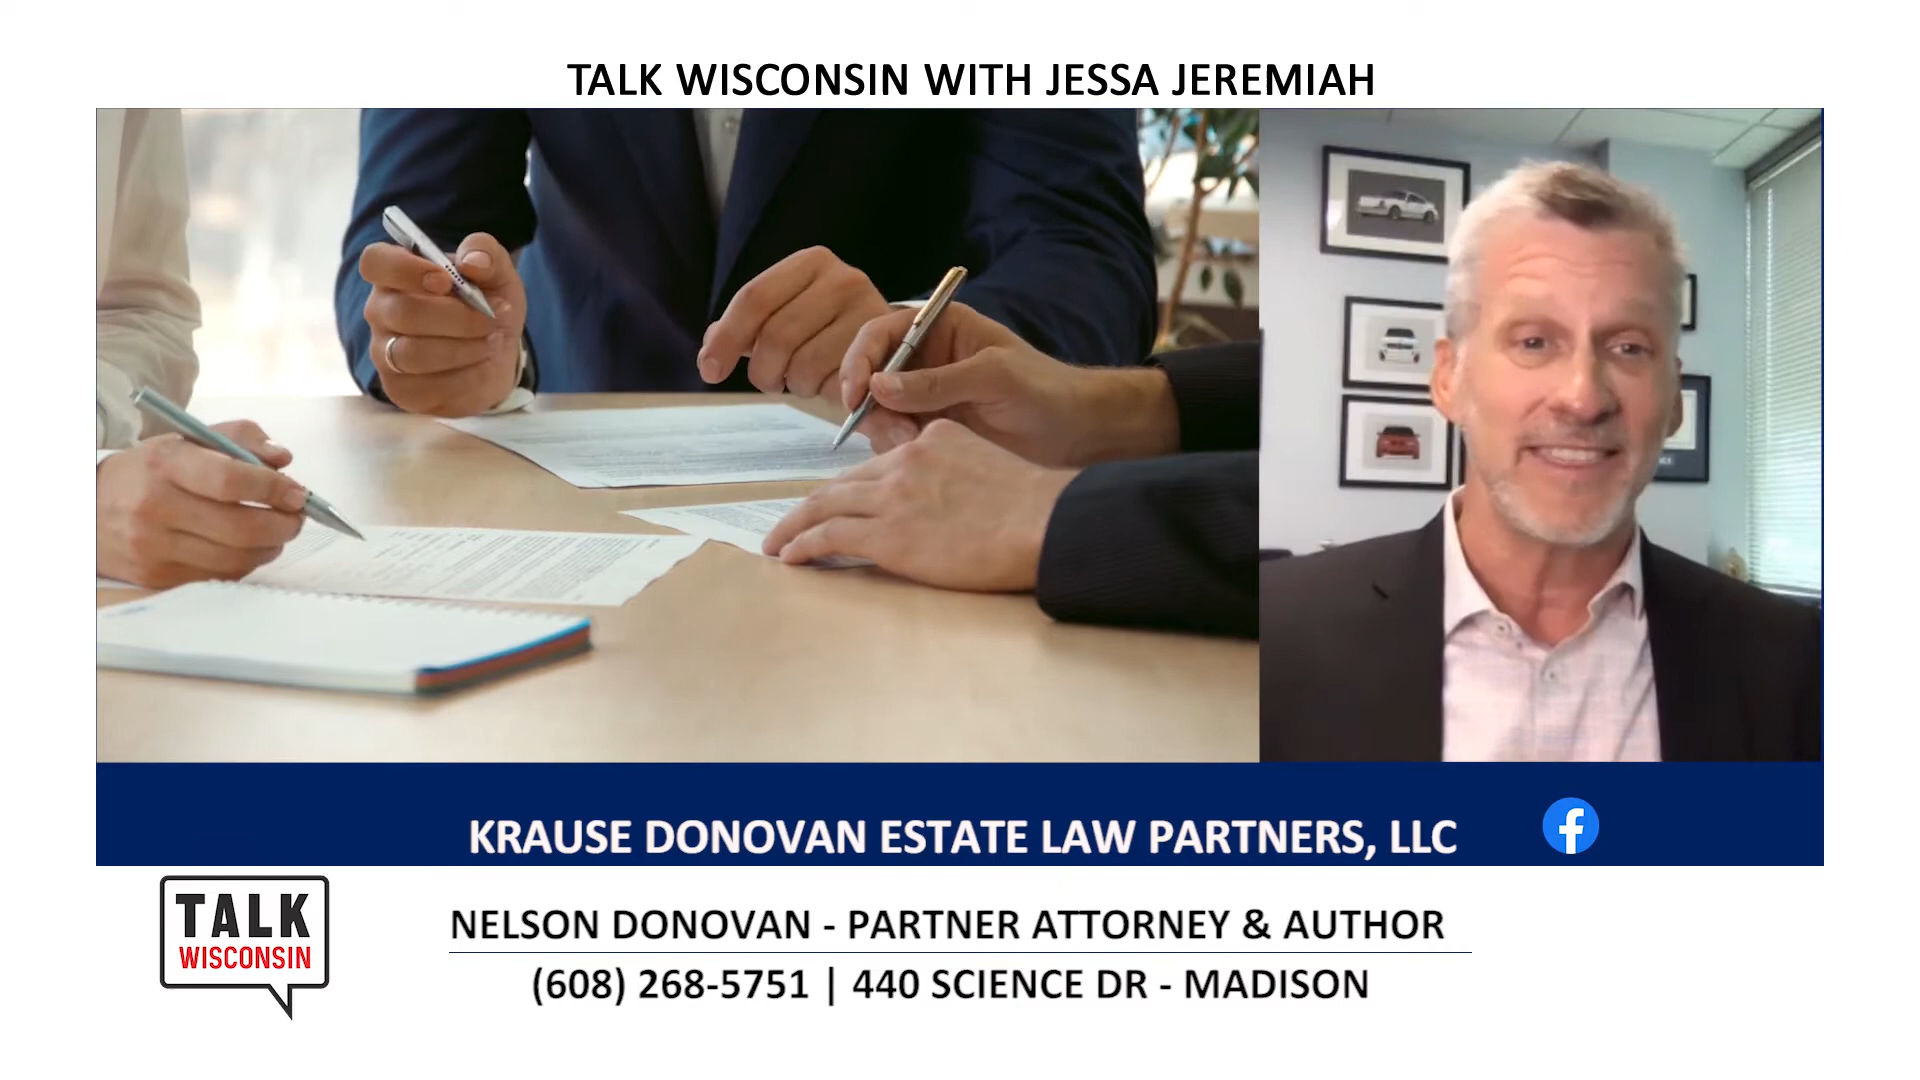 TALK WISCONSIN WITH JESSA JEREMIAH
KRAUSE DONOVAN ESTATE LAW PARTNERS, LLC
TALK
WISCONSIN
NELSON DONOVAN - PARTNER ATTORNEY & AUTHOR
(608) 268-5751 | 440 SCIENCE DR - MADISON